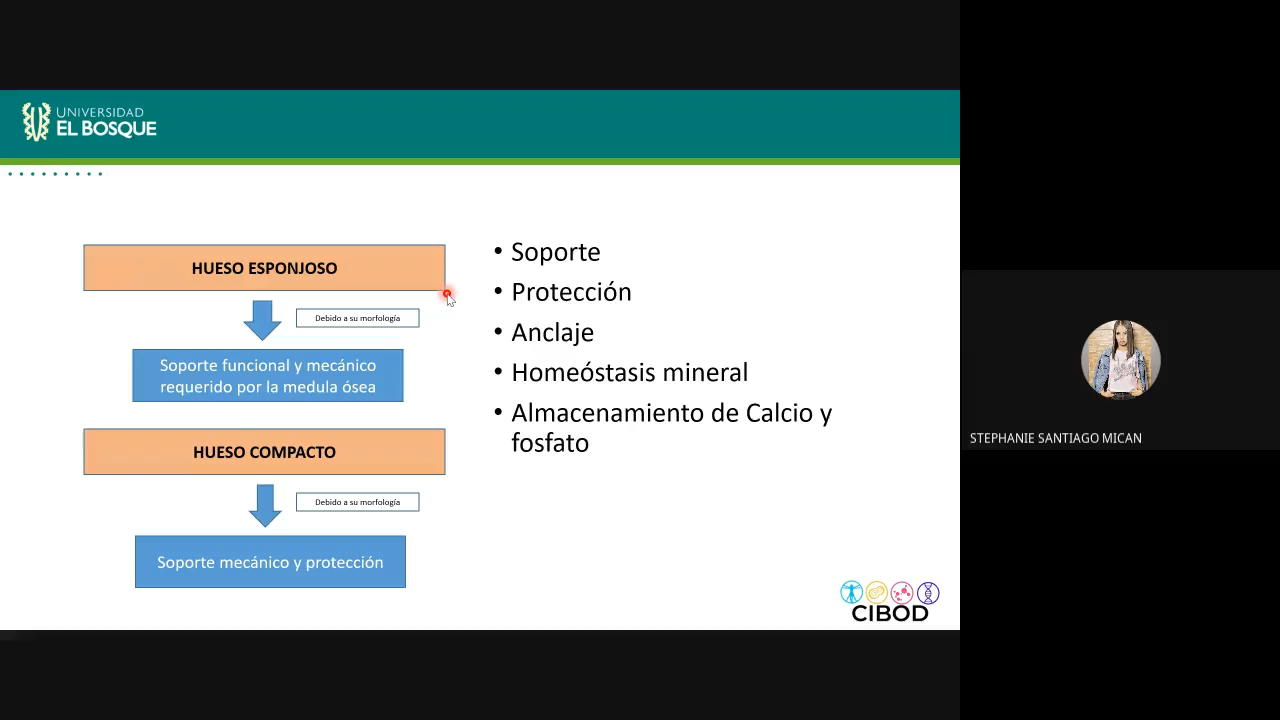 UNIVERSIDAD
EL BOSQUE
HUESO ESPONJOSO
Debido a su morfología
Soporte funcional y mecánico
requerido por la medula ósea
HUESO COMPACTO
Debido a su morfología
Soporte mecánico y protección
• Soporte
• Protección
• Anclaje
• Homeóstasis mineral
• Almacenamiento de Calcio y
fosfato
CIBOD
STEPHANIE SANTIAGO MICAN